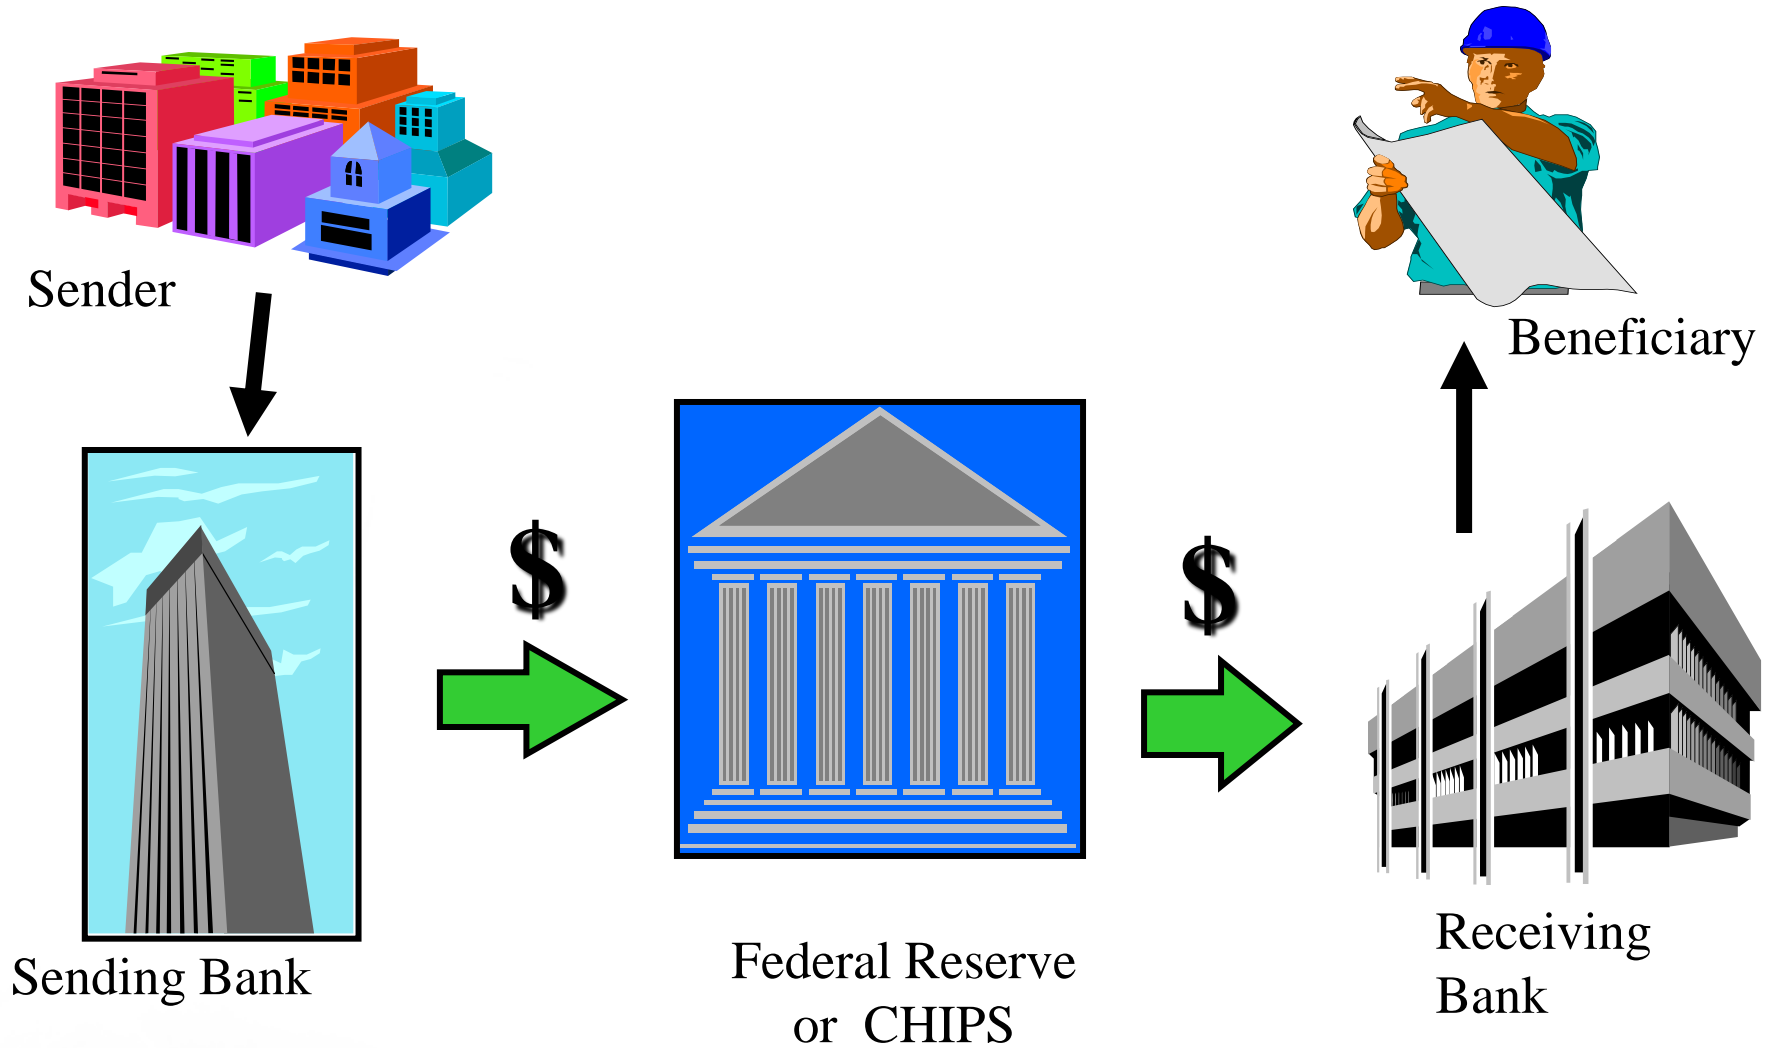 Sender
Beneficiary
$
$
Sending Bank
Federal Reserve
or CHIPS
Receiving
Bank